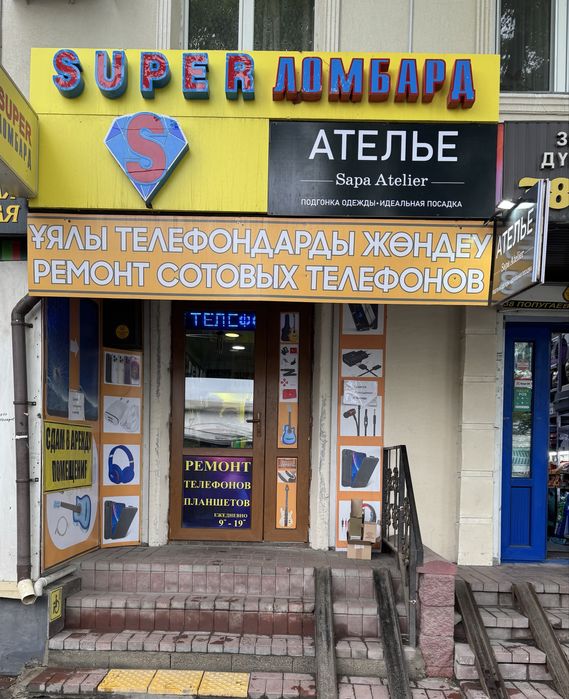 SUPER ЛОМБАРД
SUPER
ЛОМБАРД
S
АТЕЛЬЕ
Sapa Atelier
ПОДГОНКА ОДЕЖДЫ•ИДЕАЛЬНАЯ ПОСАДКА
ҰЯЛЫ ТЕЛЕФОНДАРДЫ ЖӨНДЕУ
РЕМОНТ СОТОВЫХ ТЕЛЕФОНОВ
АТЕЛЬЕ
Sapa Atelier
ТЕЛЕФ
СДАМ В АРЕНДУ
ПОМЕЩЕНИЕ
РЕМОНТ
ТЕЛЕФОНОВ
ПЛАНШЕТОВ
ЕЖЕДНЕВНО
9⁻-19⁻